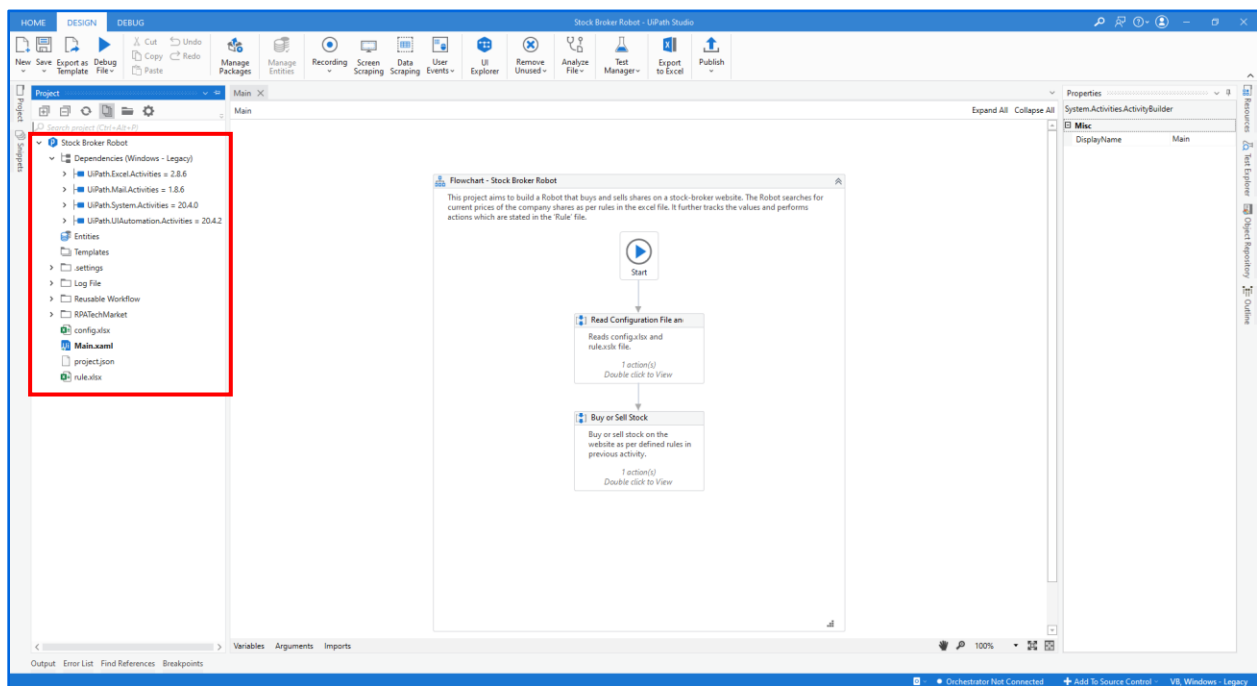 HOME DESIGN DEBUG
Stock Broker Robot - UiPath Studio
New Save Export as Template Debug File
Cut Copy Paste
Undo Redo
Manage Packages
Manage Entities
Recording Screen Scraping Data Scraping User Events
UI Explorer
Remove Unused
Analyze File
Test Manager
Export to Excel
Publish
Project
Snippets
Project
Search project (Ctrl+Alt+P)
Stock Broker Robot
Dependencies (Windows - Legacy)
UiPath.Excel.Activities = 2.8.6
UiPath.Mail.Activities = 1.8.6
UiPath.System.Activities = 20.4.0
UiPath.UIAutomation.Activities = 20.4.2
Entities
Templates
.settings
Log File
Reusable Workflow
RPATechMarket
config.xlsx
Main.xaml
project.json
rule.xlsx
Main
Main
Expand All Collapse All
Flowchart - Stock Broker Robot
This project aims to build a Robot that buys and sells shares on a stock-broker website. The Robot searches for
current prices of the company shares as per rules in the excel file. It further tracks the values and performs
actions which are stated in the 'Rule' file.
Start
Read Configuration File an
Reads config.xlsx and
rule.xslx file.
1 action(s)
Double click to View
Buy or Sell Stock
Buy or sell stock on the
website as per defined rules in
previous activity.
1 action(s)
Double click to View
Variables Arguments Imports
100%
Properties
System.Activities.ActivityBuilder
Misc
DisplayName Main
Resources
Test Explorer
Object Repository
Outline
Output Error List Find References Breakpoints
Orchestrator Not Connected Add To Source Control VB, Windows - Legacy